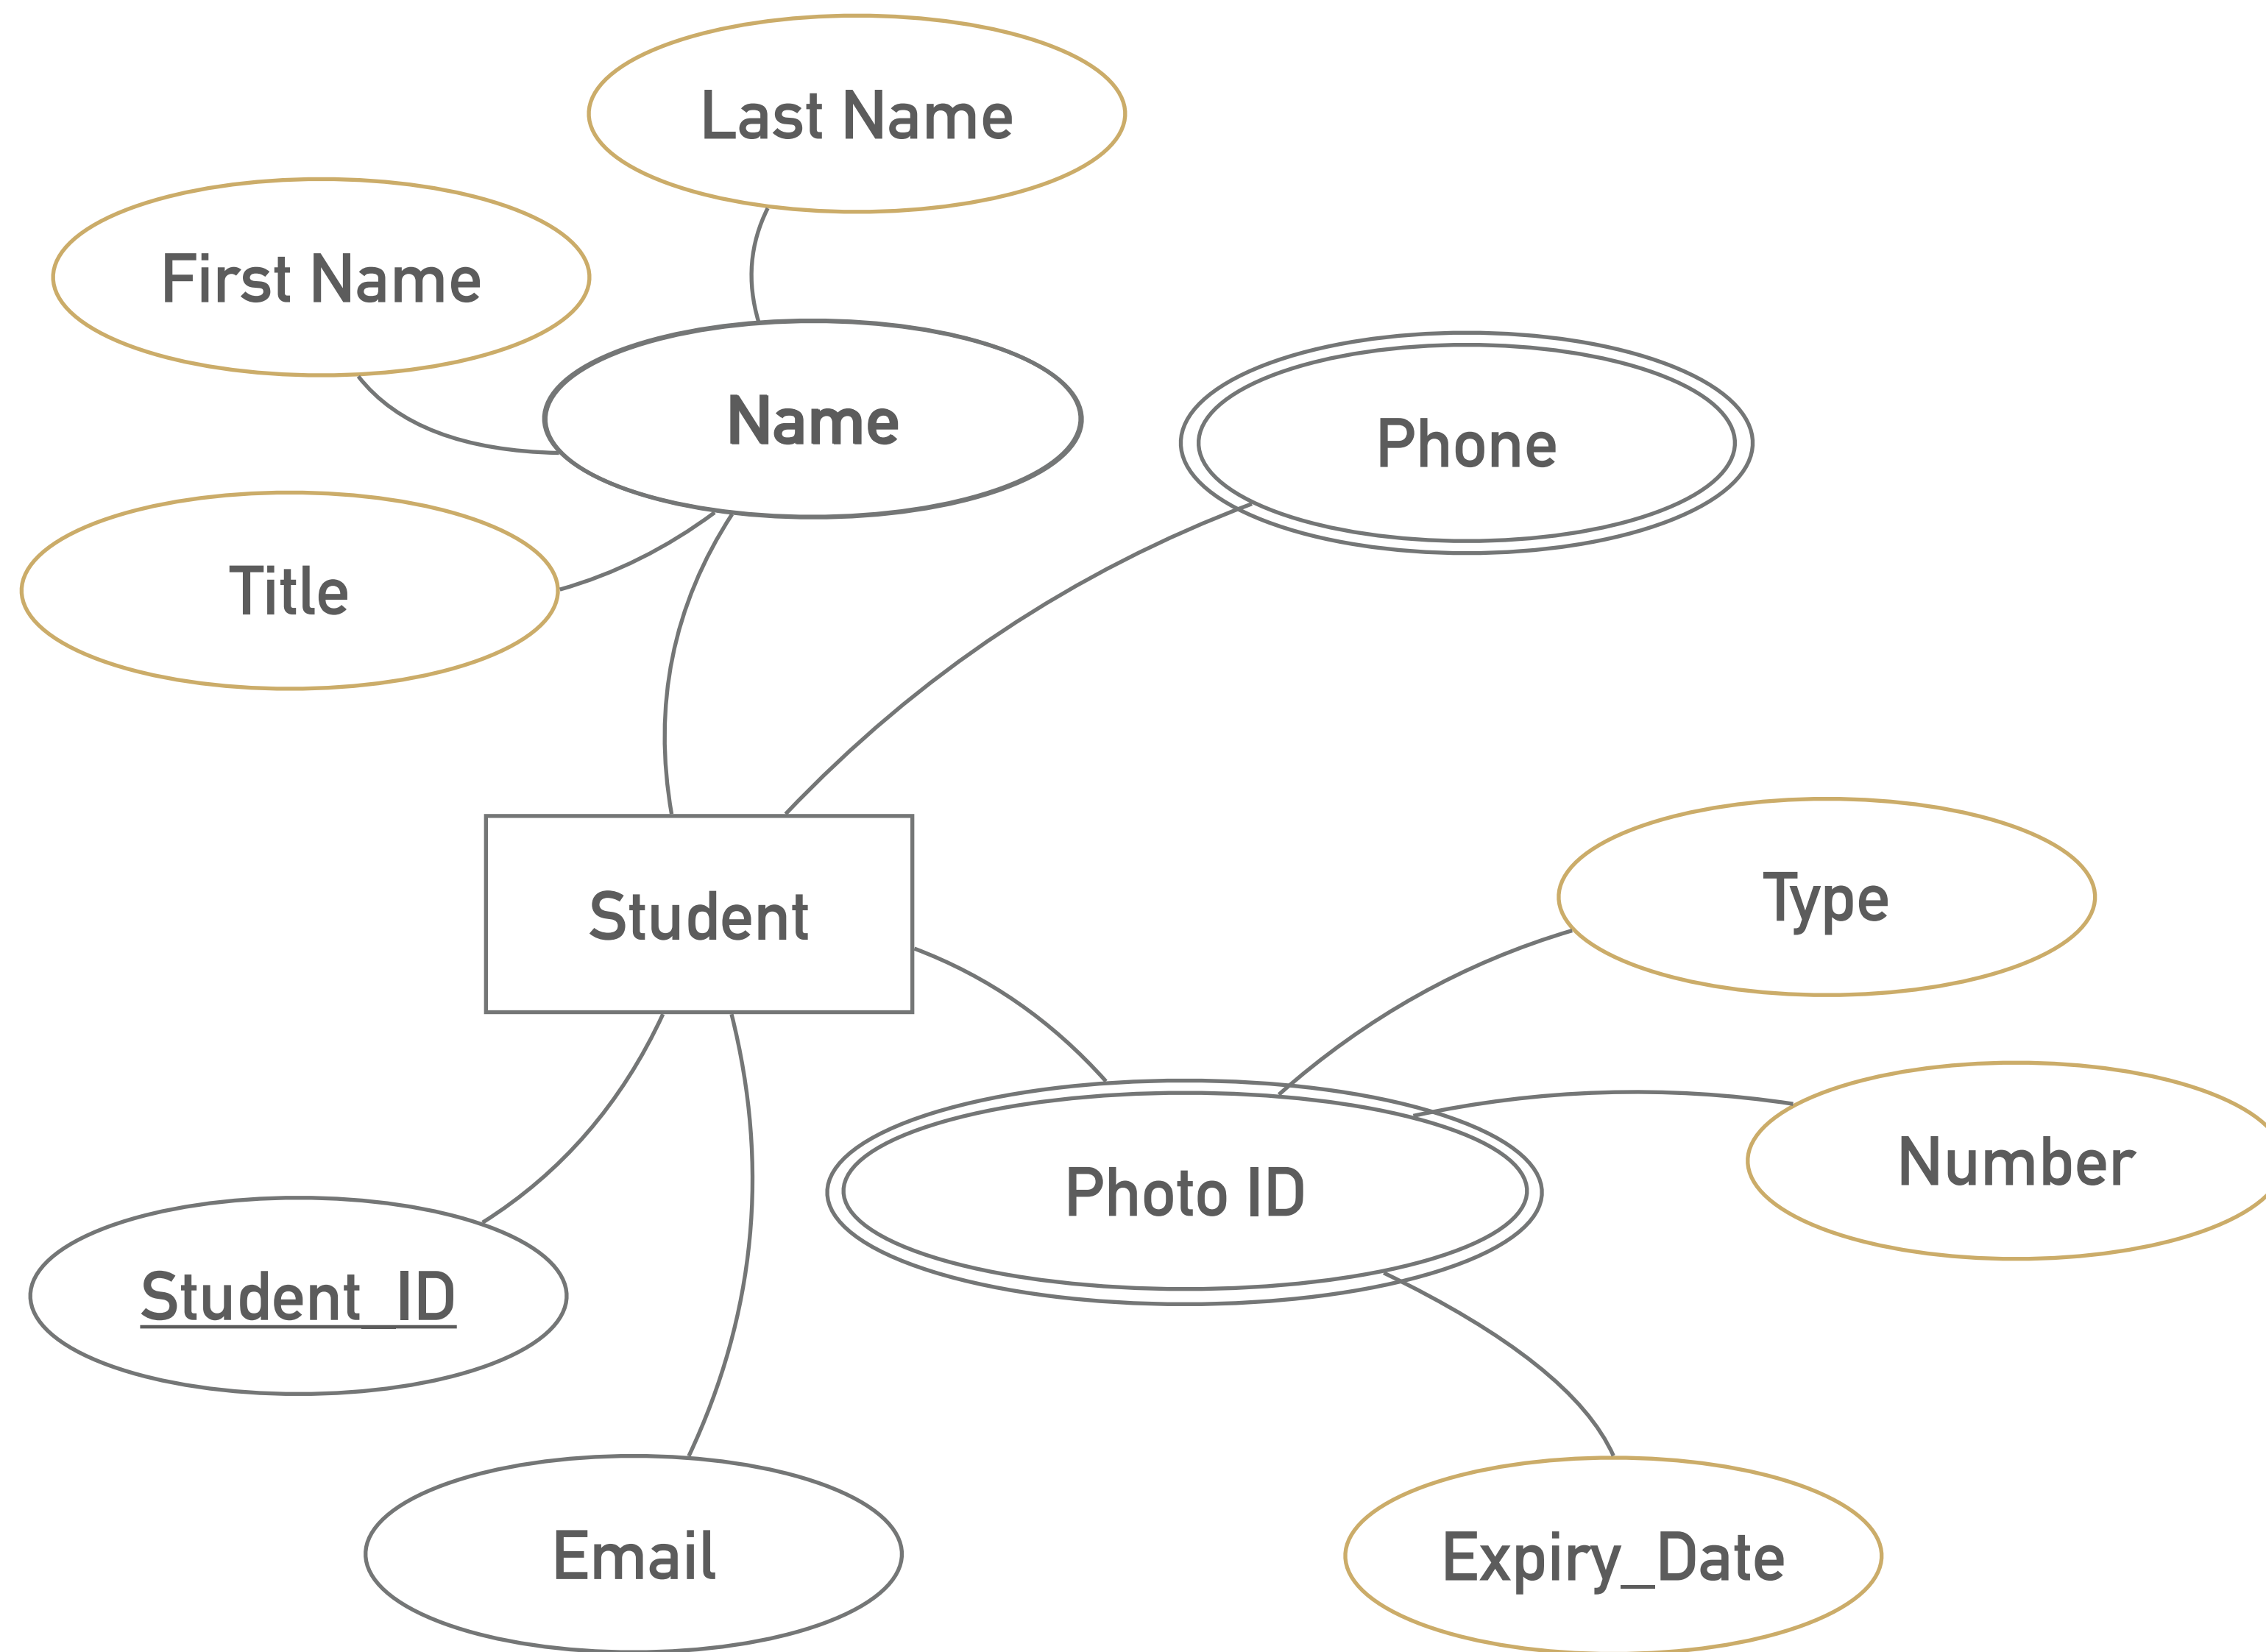 Last Name
First Name
Name
Phone
Title
Student
Type
Number
Photo ID
Student_ID
Email
Expiry_Date